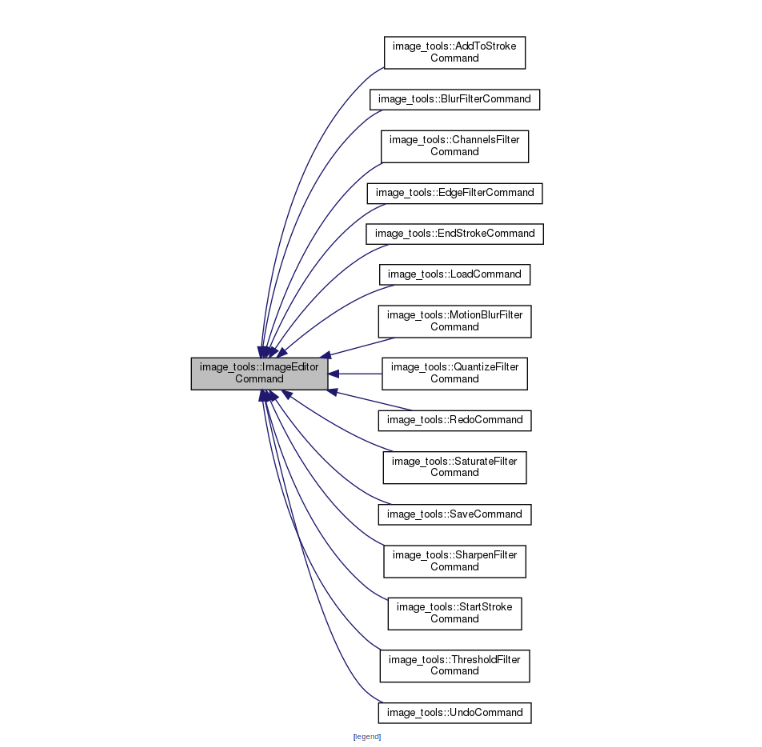 image_tools::AddToStroke
Command
image_tools::BlurFilterCommand
image_tools::ChannelsFilter
Command
image_tools::EdgeFilterCommand
image_tools::EndStrokeCommand
image_tools::LoadCommand
image_tools::MotionBlurFilter
Command
image_tools::ImageEditor
Command
image_tools::QuantizeFilter
Command
image_tools::RedoCommand
image_tools::SaturateFilter
Command
image_tools::SaveCommand
image_tools::SharpenFilter
Command
image_tools::StartStroke
Command
image_tools::ThresholdFilter
Command
image_tools::UndoCommand
[legend]